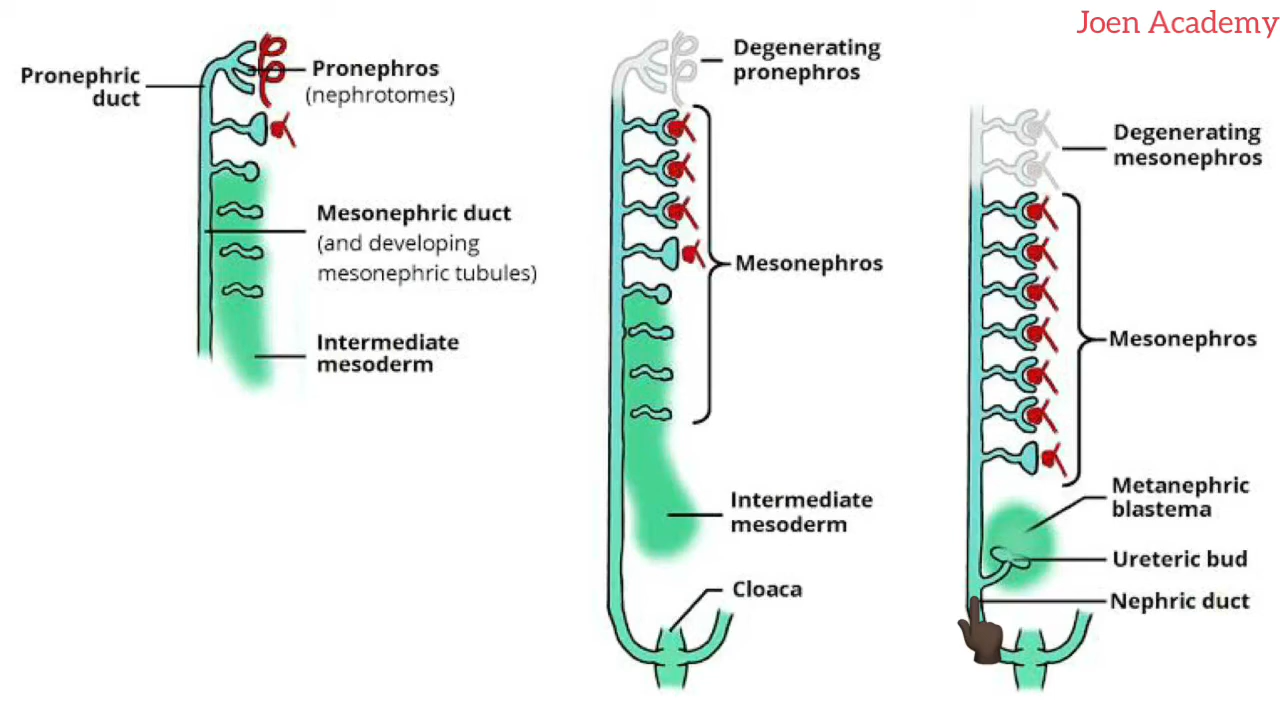 Joen Academy
Pronephric
duct
Pronephros
(nephrotomes)
Mesonephric duct
(and developing
mesonephric tubules)
Intermediate
mesoderm
Degenerating
pronephros
Mesonephros
Intermediate
mesoderm
Cloaca
Degenerating
mesonephros
Mesonephros
Metanephric
blastema
Ureteric bud
Nephric duct